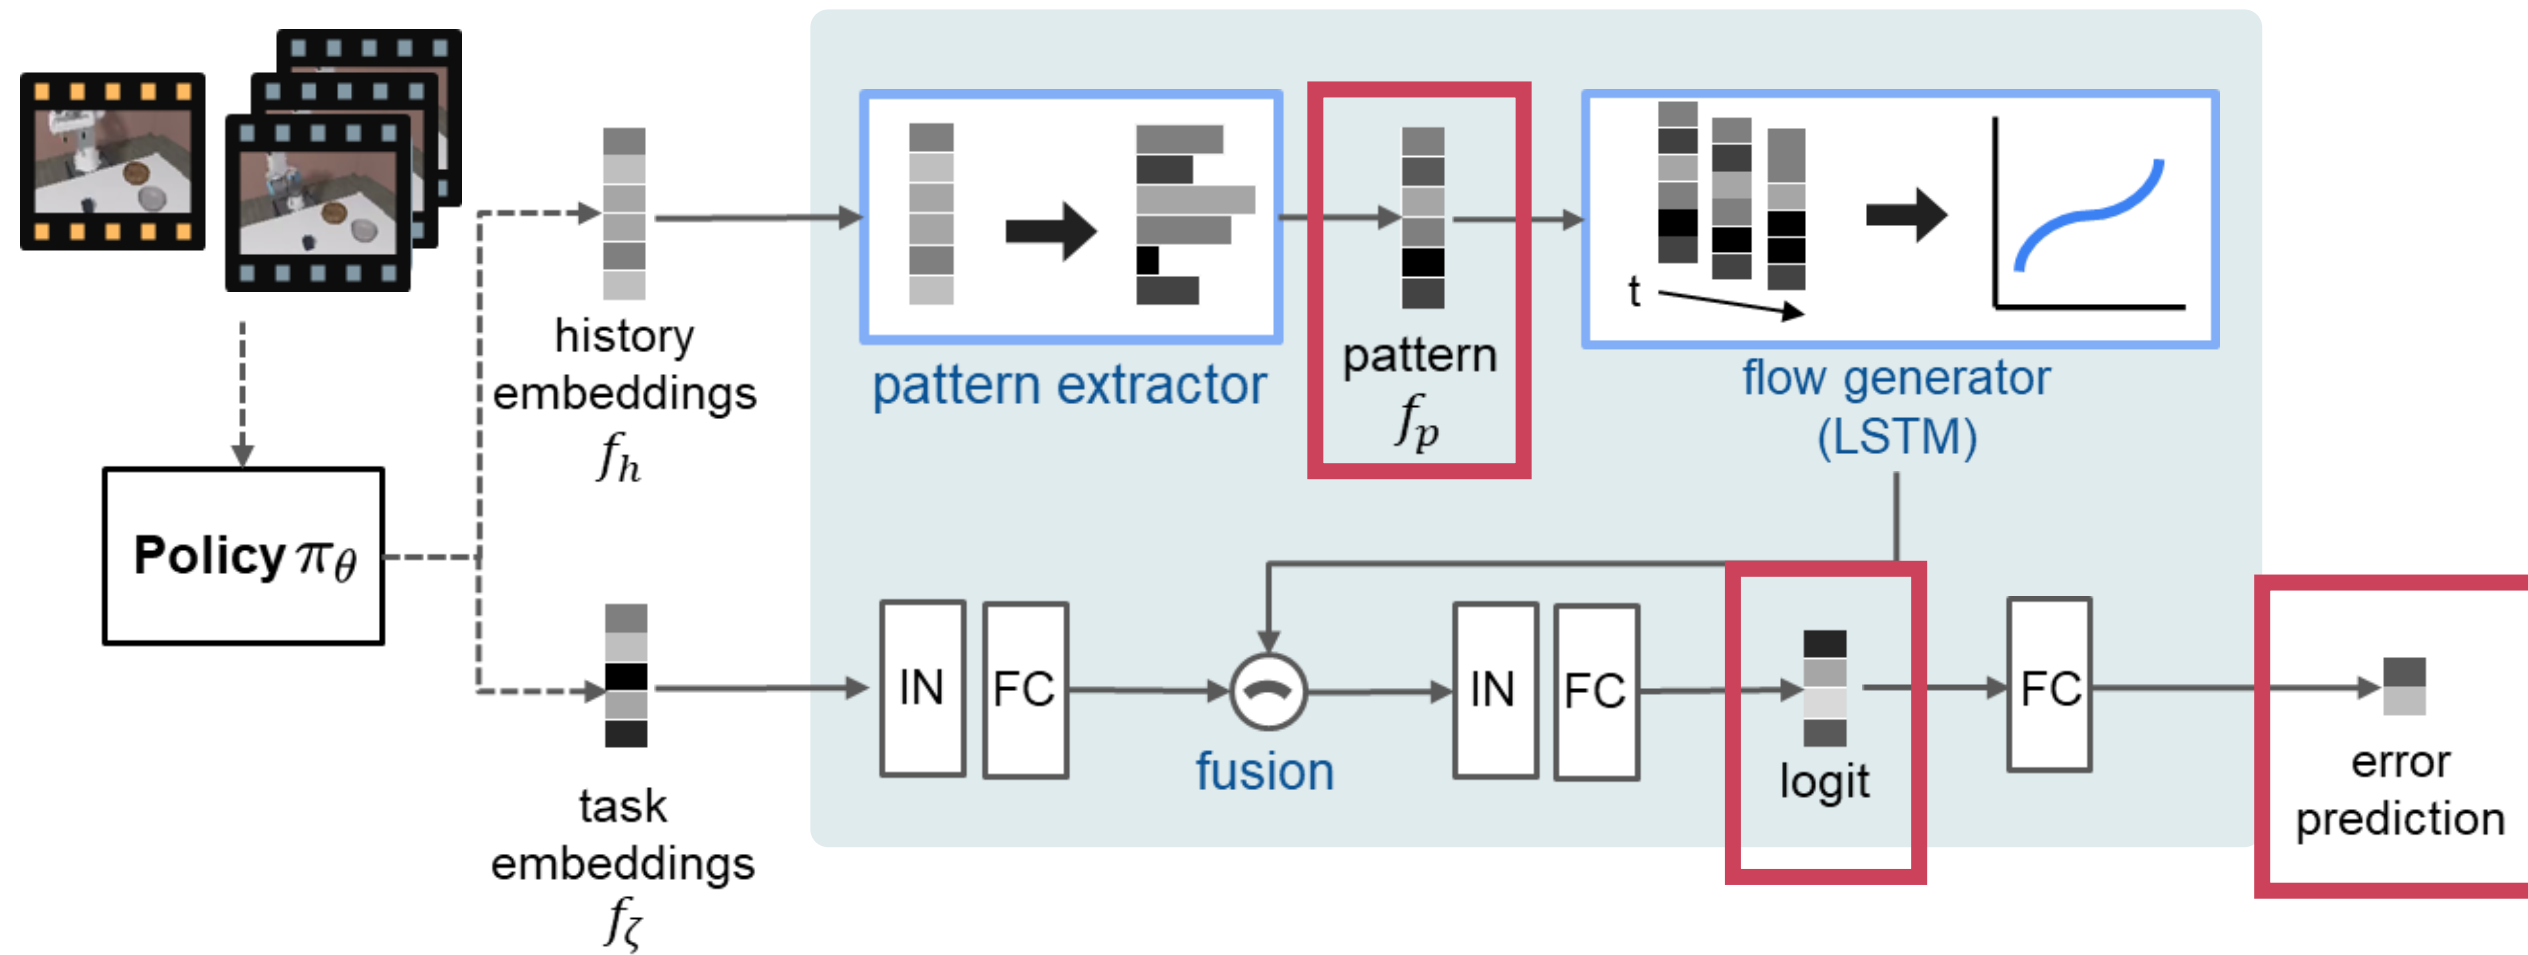 history
embeddings
f_h
pattern extractor
pattern
f_p
t
flow generator
(LSTM)
Policy π_θ
task
embeddings
f_ζ
IN
FC
fusion
IN
FC
logit
FC
error
prediction